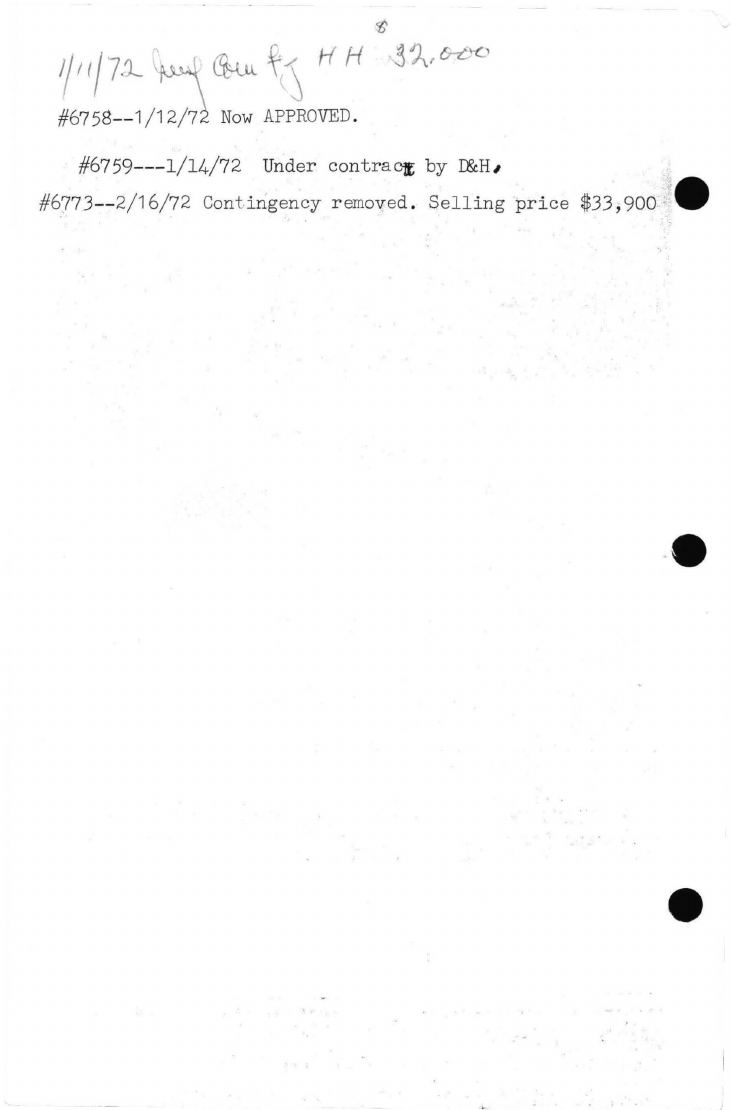 8
1/11/72 HH 32,000
#6758--1/12/72 Now APPROVED.
#6759---1/14/72 Under contract by D&H.
#6773--2/16/72 Contingency removed. Selling price $33,900